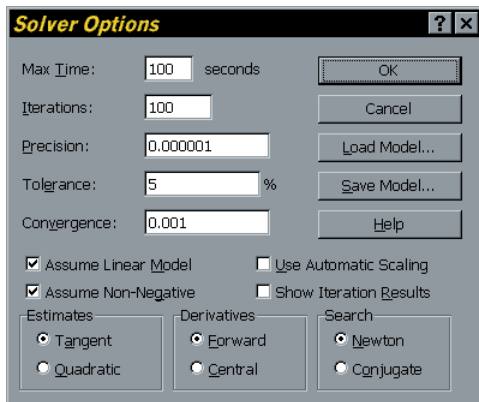 Solver Options
Max Time: 100 seconds
OK
Iterations: 100
Cancel
Precision: 0.000001
Load Model...
Tolerance: 5 %
Save Model...
Convergence: 0.001
Help
Assume Linear Model
Use Automatic Scaling
Assume Non-Negative
Show Iteration Results
Estimates
Derivatives
Search
Tangent
Forward
Newton
Quadratic
Central
Conjugate